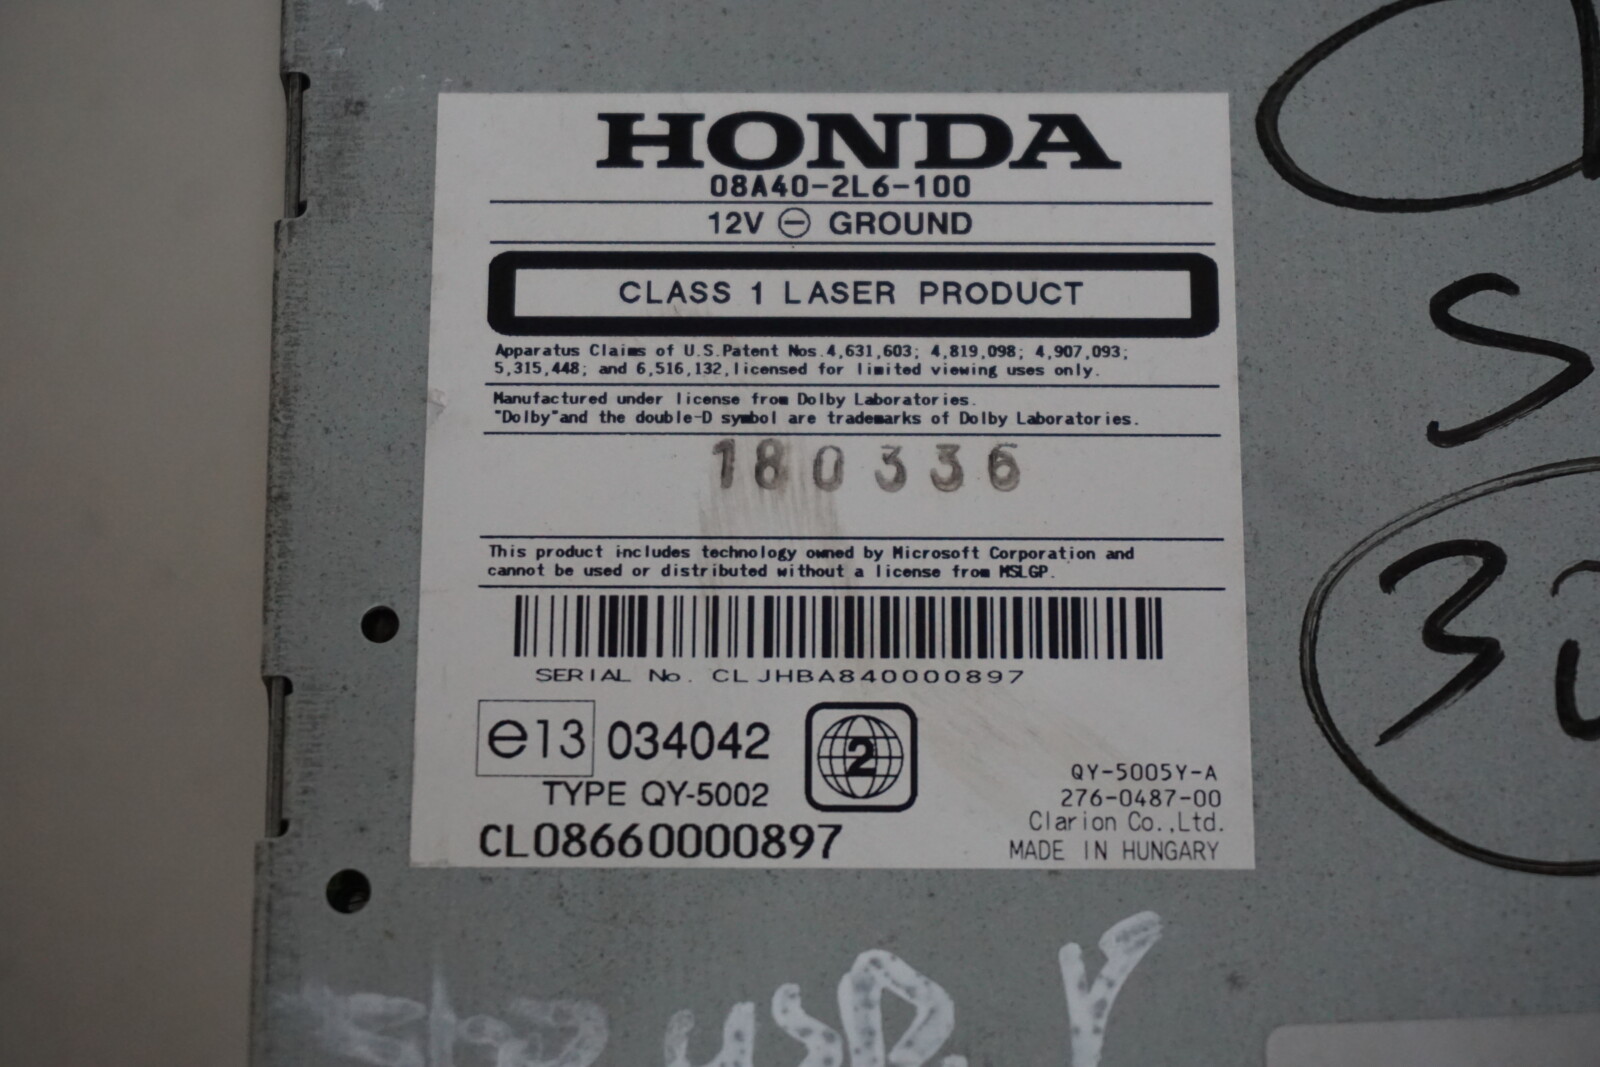 HONDA
08A40-2L6-100
12V ⊖ GROUND
CLASS 1 LASER PRODUCT
Apparatus Claims of U.S.Patent Nos.4,631,603; 4,819,098; 4,907,093;
5,315,448; and 6,516,132,licensed for limited viewing uses only.
Manufactured under license from Dolby Laboratories.
"Dolby"and the double-D symbol are trademarks of Dolby Laboratories.
180336
This product includes technology owned by Microsoft Corporation and
cannot be used or distributed without a license from MSLGP.
SERIAL No. CLJHBA840000897
e13 034042
2
TYPE QY-5002
CL08660000897
QY-5005Y-A
276-0487-00
Clarion Co.,Ltd.
MADE IN HUNGARY
S
3